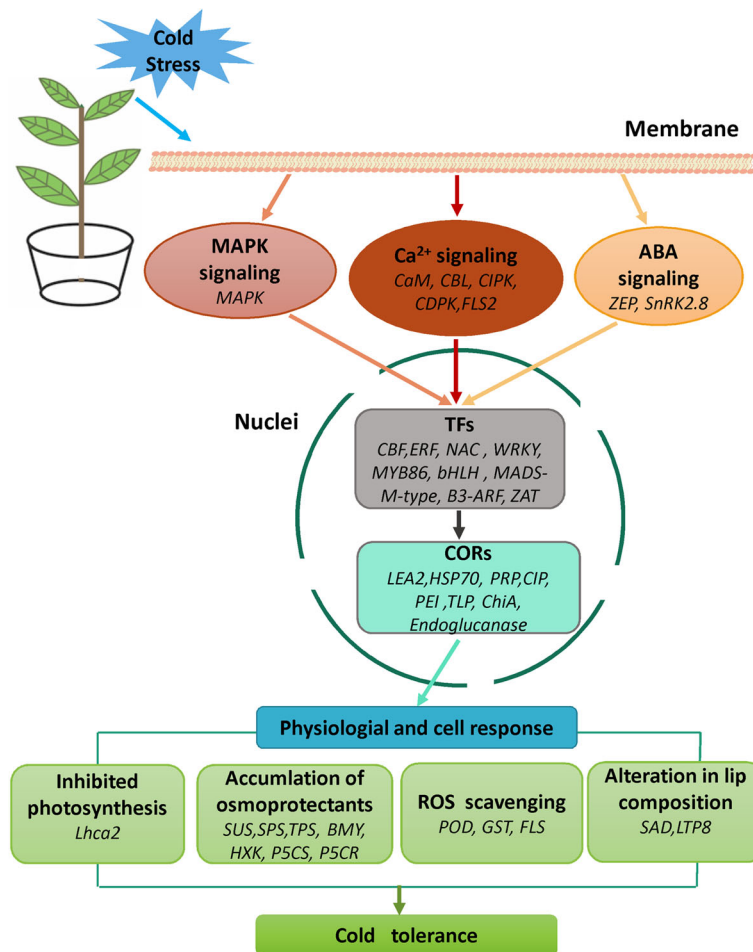 Cold
Stress
Membrane
MAPK
signaling
MAPK
Ca²⁺ signaling
CaM, CBL, CIPK,
CDPK,FLS2
ABA
signaling
ZEP, SnRK2.8
Nuclei
TFs
CBF,ERF, NAC , WRKY,
MYB86, bHLH , MADS-
M-type, B3-ARF, ZAT
CORs
LEA2,HSP70, PRP,CIP,
PEI ,TLP, ChiA,
Endoglucanase
Physiologial and cell response
Inhibited
photosynthesis
Lhca2
Accumlation of
osmoprotectants
SUS,SPS,TPS, BMY,
HXK, P5CS, P5CR
ROS scavenging
POD, GST, FLS
Alteration in lip
composition
SAD,LTP8
Cold tolerance